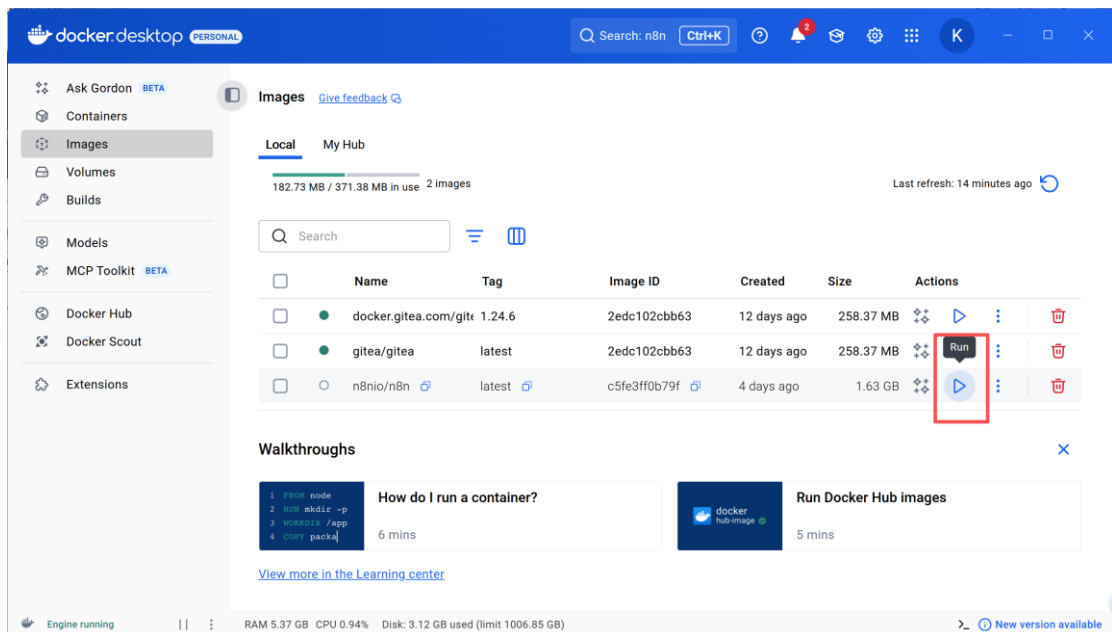 docker.desktop PERSONAL
Search: n8n Ctrl+K
2
K
Ask Gordon BETA
Containers
Images
Volumes
Builds
Models
MCP Toolkit BETA
Docker Hub
Docker Scout
Extensions
Images Give feedback
Local My Hub
182.73 MB / 371.38 MB in use 2 images
Last refresh: 14 minutes ago
Search
Name Tag Image ID Created Size Actions
docker.gitea.com/gite 1.24.6 2edc102cbb63 12 days ago 258.37 MB
gitea/gitea latest 2edc102cbb63 12 days ago 258.37 MB
Run
n8nio/n8n latest c5fe3ff0b79f 4 days ago 1.63 GB
Walkthroughs
1 FROM node
2 RUN mkdir -p
3 WORKDIR /app
4 COPY packa
How do I run a container?
6 mins
docker
hub-image
Run Docker Hub images
5 mins
View more in the Learning center
Engine running
RAM 5.37 GB CPU 0.94% Disk: 3.12 GB used (limit 1006.85 GB)
New version available